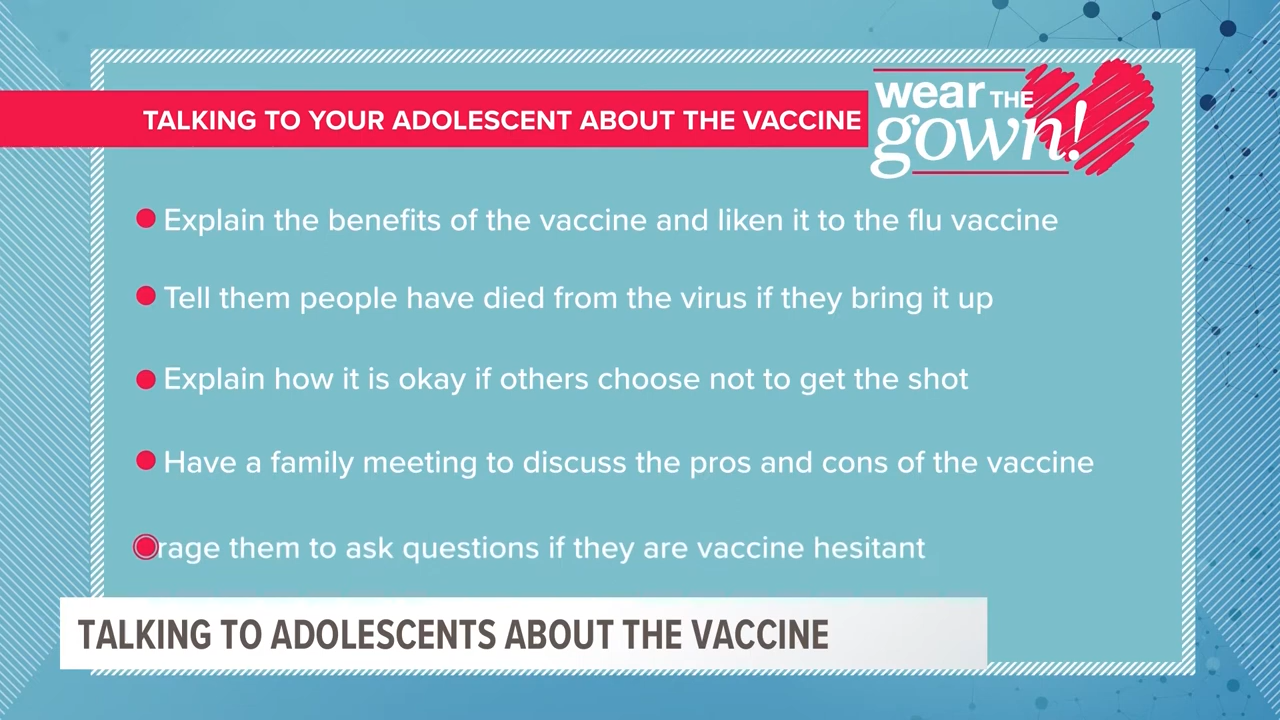 TALKING TO YOUR ADOLESCENT ABOUT THE VACCINE
wear THE
gown!
Explain the benefits of the vaccine and liken it to the flu vaccine
Tell them people have died from the virus if they bring it up
Explain how it is okay if others choose not to get the shot
Have a family meeting to discuss the pros and cons of the vaccine
rage them to ask questions if they are vaccine hesitant
TALKING TO ADOLESCENTS ABOUT THE VACCINE